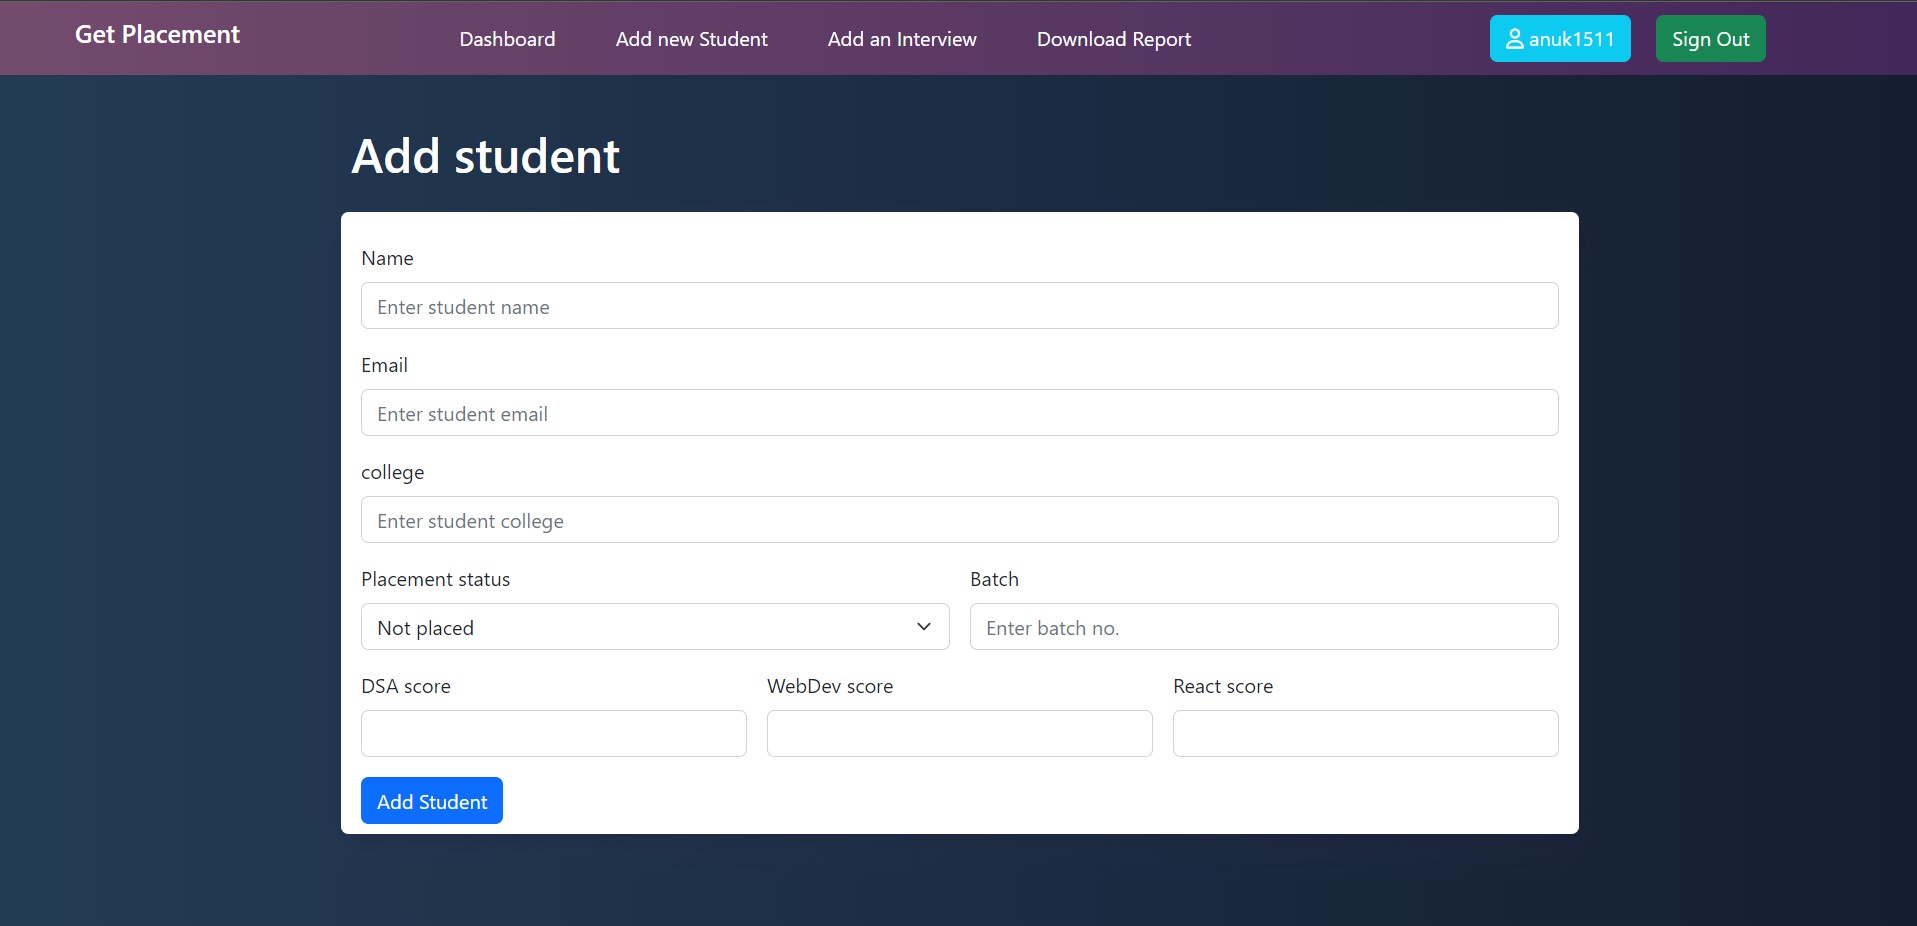 Get Placement Dashboard Add new Student Add an Interview Download Report anuk1511 Sign Out
Add student
Name
Enter student name
Email
Enter student email
college
Enter student college
Placement status Batch
Not placed Enter batch no.
DSA score WebDev score React score
Add Student